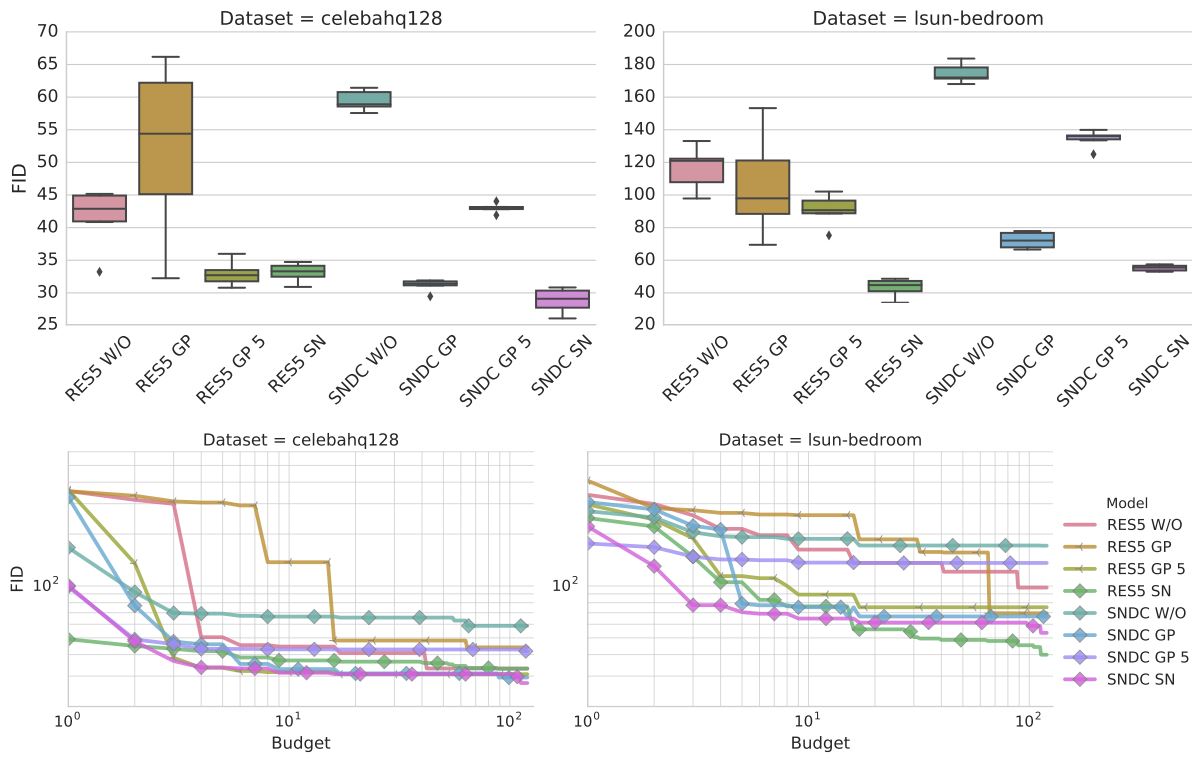 Dataset = celebahq128
70
65
60
55
50
45
40
35
30
25
FID
RES5 W/O
RES5 GP
RES5 GP 5
RES5 SN
SNDC W/O
SNDC GP
SNDC GP 5
SNDC SN
Dataset = lsun-bedroom
200
180
160
140
120
100
80
60
40
20
RES5 W/O
RES5 GP
RES5 GP 5
RES5 SN
SNDC W/O
SNDC GP
SNDC GP 5
SNDC SN
Dataset = celebahq128
FID
10²
10⁰
10¹
10²
Budget
Dataset = lsun-bedroom
10²
10⁰
10¹
10²
Budget
Model
RES5 W/O
RES5 GP
RES5 GP 5
RES5 SN
SNDC W/O
SNDC GP
SNDC GP 5
SNDC SN